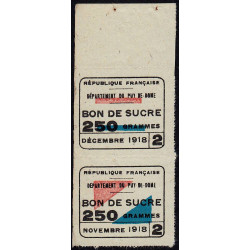 RÉPUBLIQUE FRANÇAISE
DÉPARTEMENT DU PUY-DE-DOME
BON DE SUCRE
250 GRAMMES
DÉCEMBRE 1918 2
RÉPUBLIQUE FRANÇAISE
DÉPARTEMENT DU PUY-DE-DOME
BON DE SUCRE
250 GRAMMES
NOVEMBRE 1918 2